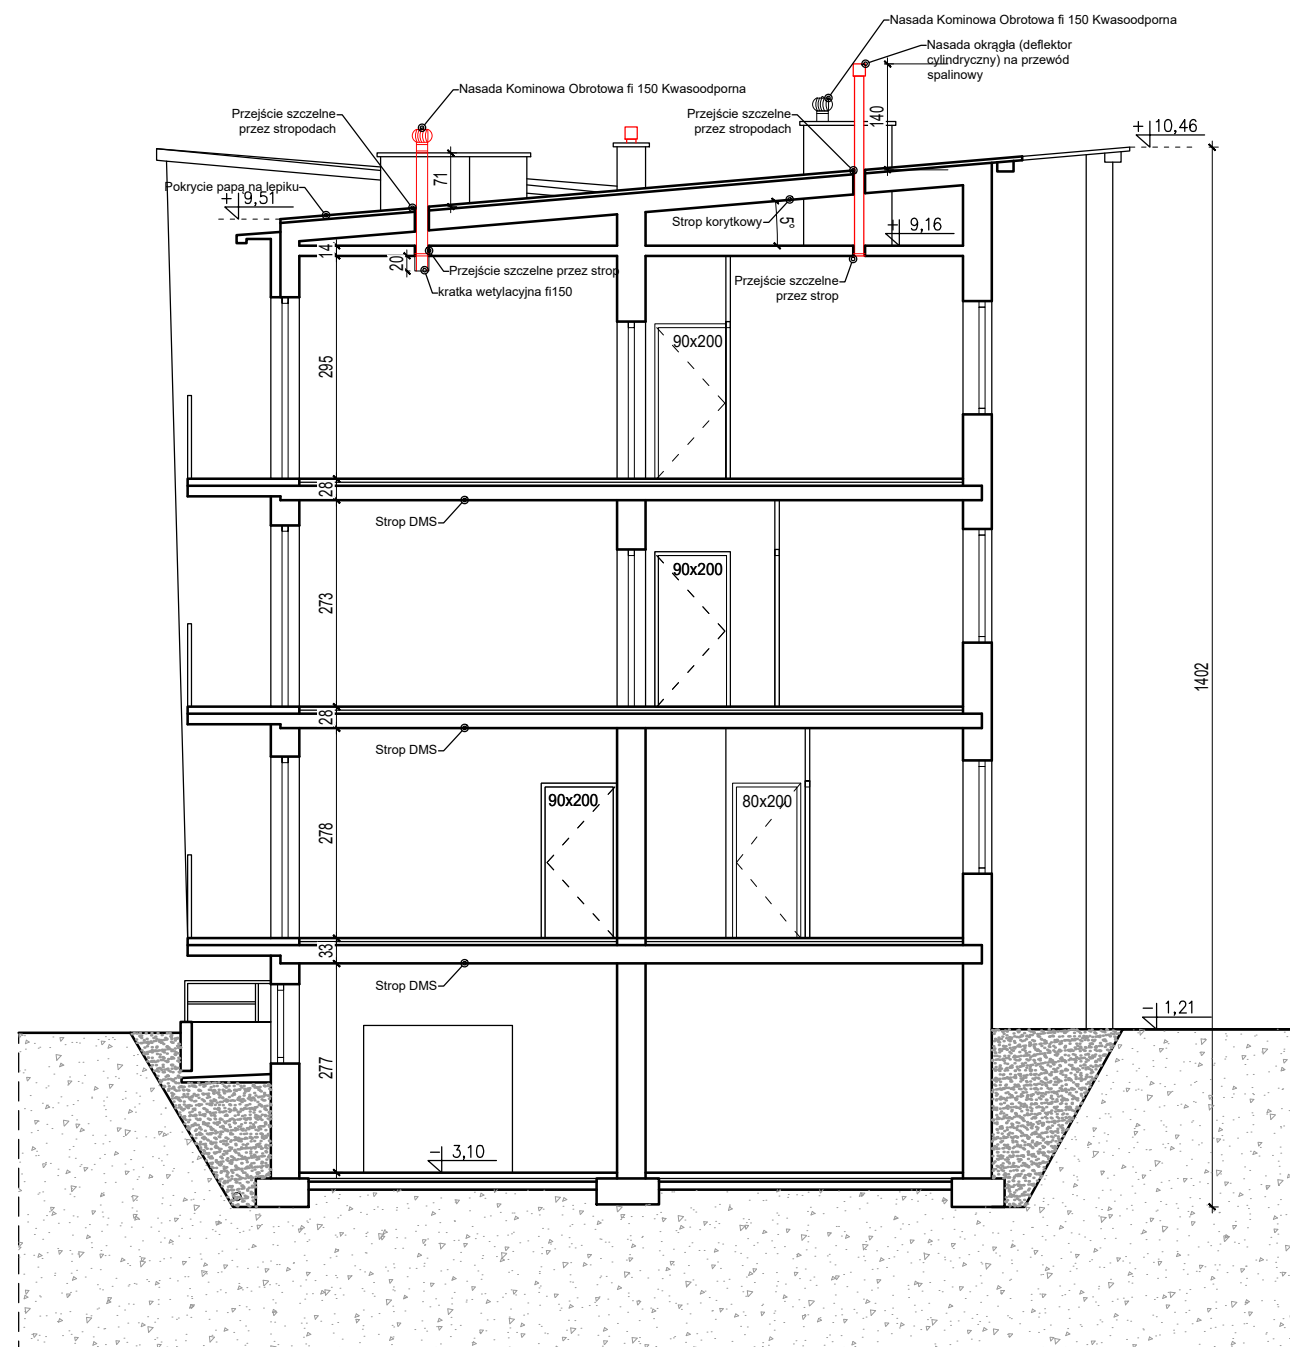 Nasada Kominowa Obrotowa fi 150 Kwasoodporna
Nasada okrągła (deflektor
cylindryczny) na przewód
spalinowy
Nasada Kominowa Obrotowa fi 150 Kwasoodporna
Przejście szczelne
przez stropodach
Przejście szczelne
przez stropodach
140
+ 10,46
71
Pokrycie papa na lepiku
+ 9,51
Strop korytkowy
5°
+ 9,16
14
20
Przejście szczelne przez strop
kratka wetylacyjna fi150
Przejście szczelne
przez strop
90x200
295
28
Strop DMS
90x200
273
1402
28
Strop DMS
90x200
80x200
278
33
Strop DMS
- 1,21
277
- 3,10